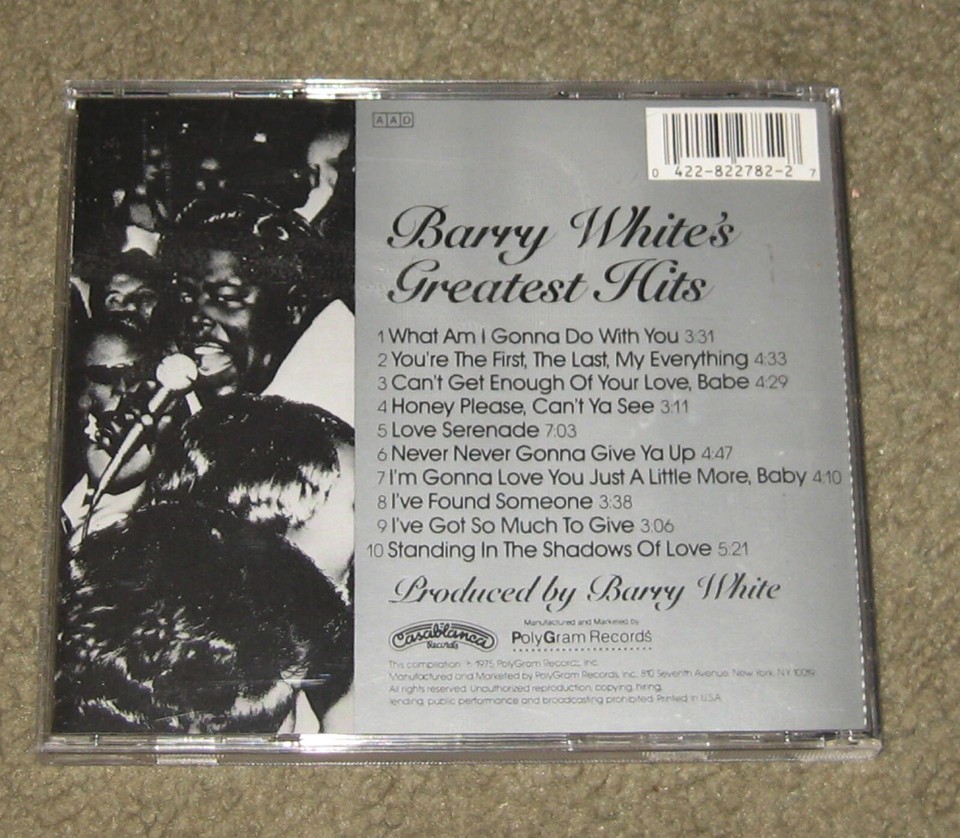 AAD
0 422-822782-2 7
Barry White's
Greatest Hits
1 What Am I Gonna Do With You 3:31
2 You're The First, The Last, My Everything 4:33
3 Can't Get Enough Of Your Love, Babe 4:29
4 Honey Please, Can't Ya See 3:11
5 Love Serenade 7:03
6 Never Never Gonna Give Ya Up 4:47
7 I'm Gonna Love You Just A Little More, Baby 4:10
8 I've Found Someone 3:38
9 I've Got So Much To Give 3:06
10 Standing In The Shadows Of Love 5:21
Produced by Barry White
Casablanca
Records
Manufactured and Marketed by
PolyGram Records
This compilation ℗ 1975 PolyGram Records, Inc.
Manufactured and Marketed by PolyGram Records, Inc., 810 Seventh Avenue, New York, N.Y. 10019
All rights reserved. Unauthorized reproduction, copying, hiring,
lending, public performance and broadcasting prohibited. Printed in U.S.A.